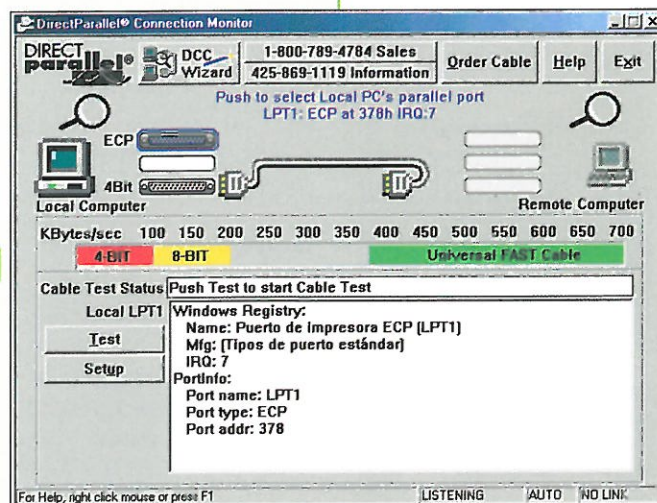 DirectParallel® Connection Monitor
DIRECT parallel®
DCC Wizard
1-800-789-4784 Sales
425-869-1119 Information
Order Cable
Help
Exit
Push to select Local PC's parallel port
LPT1: ECP at 378h IRQ:7
ECP
4Bit
Local Computer
Remote Computer
KBytes/sec 100 150 200 250 300 350 400 450 500 550 600 650 700
4-BIT 8-BIT Universal FAST Cable
Cable Test Status Push Test to start Cable Test
Local LPT1
Test
Setup
Windows Registry:
Name: Puerto de impresora ECP (LPT1)
Mfg: (Tipos de puerto estándar)
IRQ: 7
PortInfo:
Port name: LPT1
Port type: ECP
Port addr: 378
For Help, right click mouse or press F1 LISTENING AUTO NO LINK